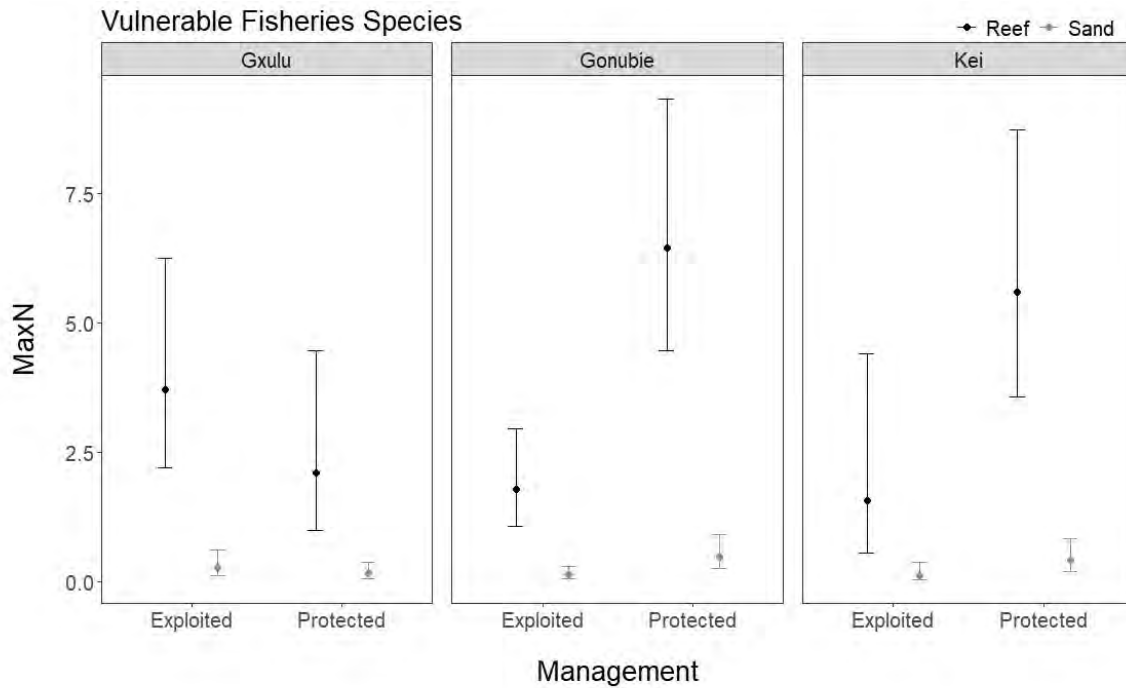 Vulnerable Fisheries Species
Reef Sand
Gxulu Gonubie Kei
MaxN
7.5
5.0
2.5
0.0
Exploited Protected Exploited Protected Exploited Protected
Management